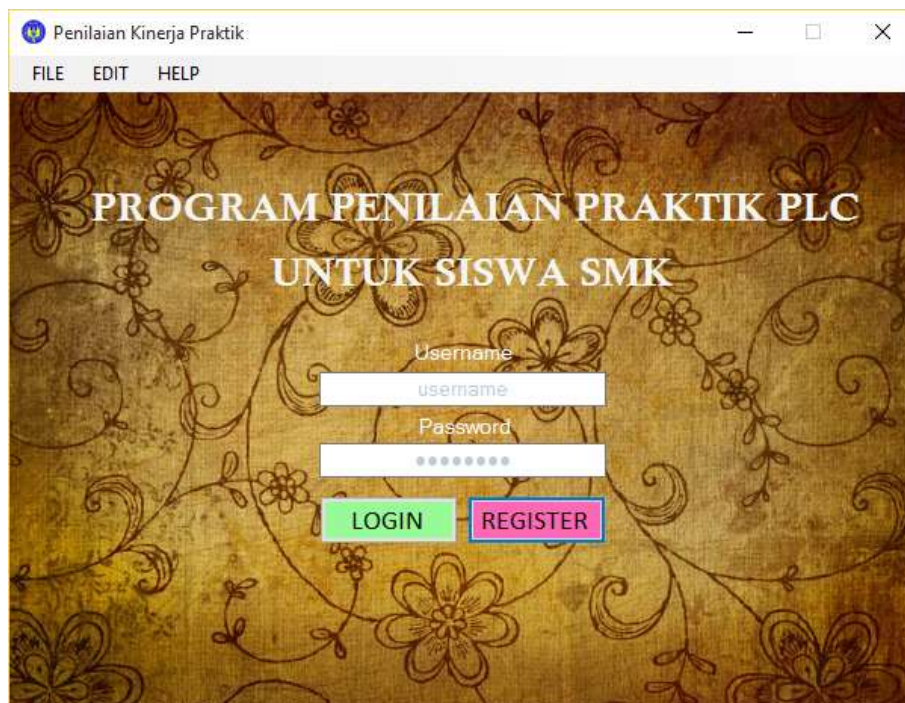 Penilaian Kinerja Praktik
FILE EDIT HELP
PROGRAM PENILAIAN PRAKTIK PLC
UNTUK SISWA SMK
Username
username
Password
●●●●●●●●
LOGIN REGISTER